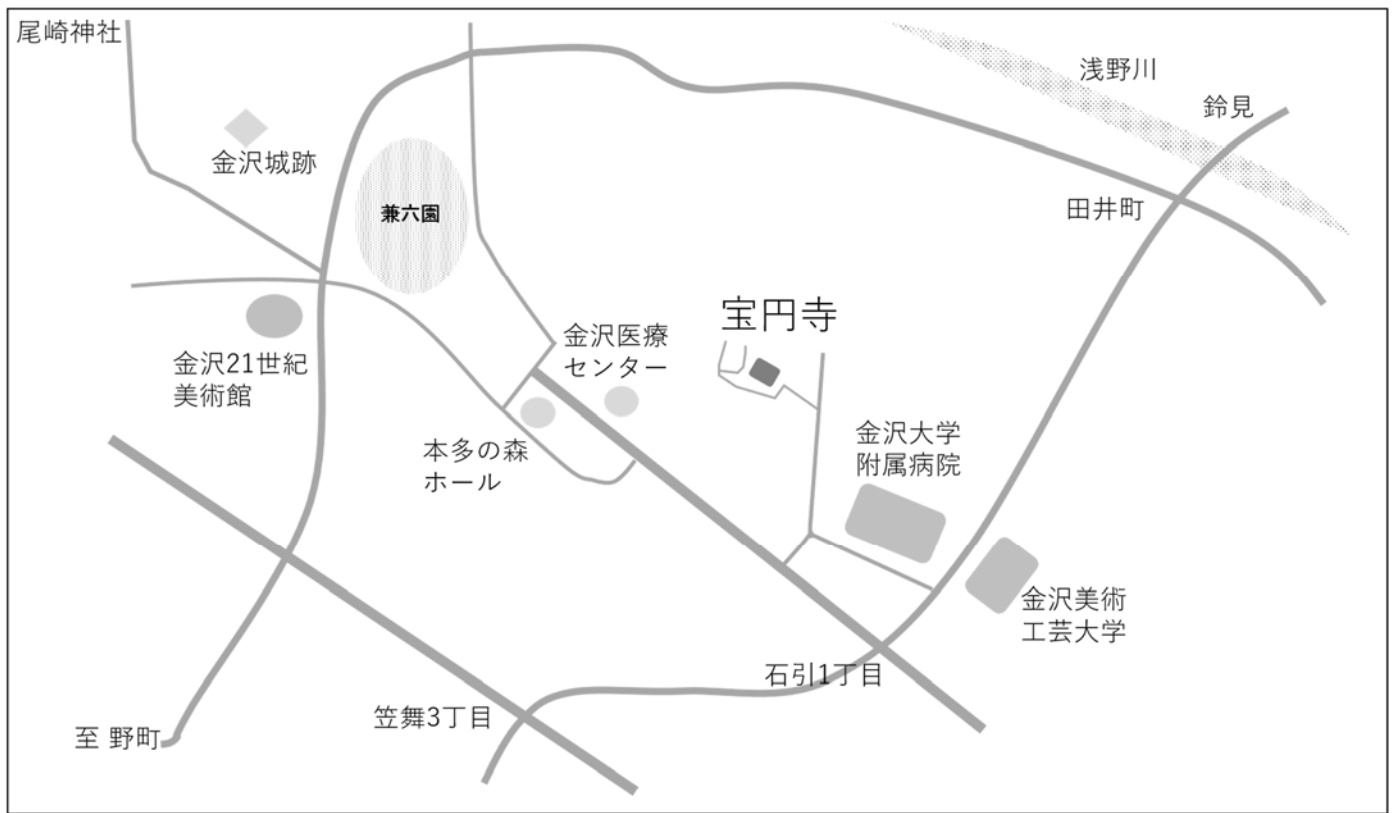 尾崎神社
浅野川
鈴見
金沢城跡
兼六園
田井町
宝円寺
金沢医療
センター
金沢21世紀
美術館
金沢大学
附属病院
本多の森
ホール
金沢美術
工芸大学
石引1丁目
笠舞3丁目
至 野町